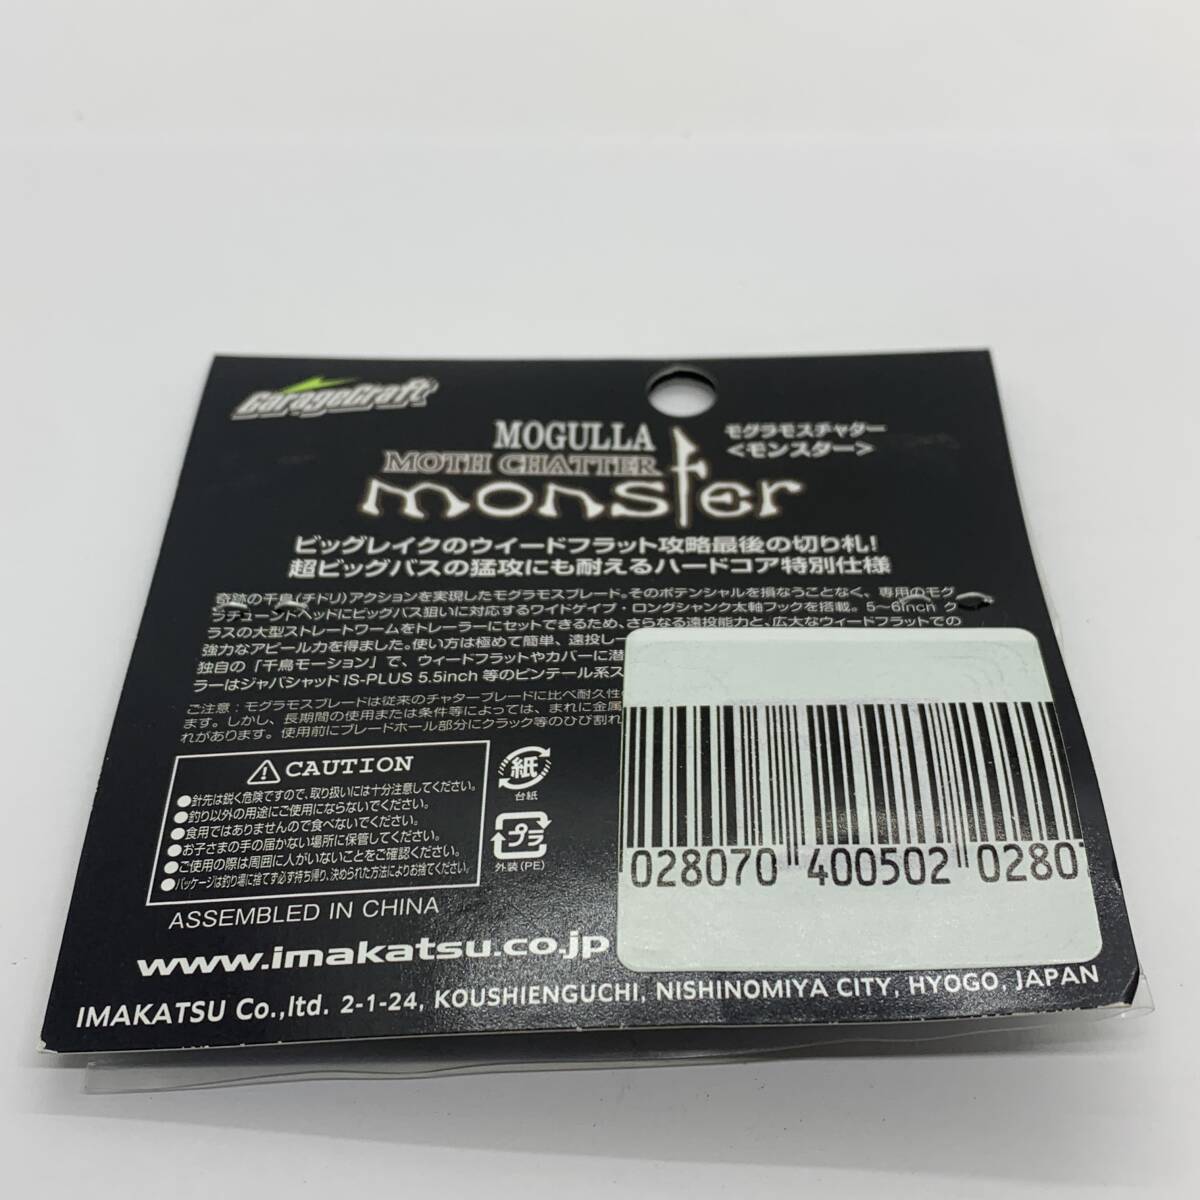 GarageCraft
MOGULLA
MOTH CHATTER
monster
モグラモスチャター
＜モンスター＞
ビッグレイクのウイードフラット攻略最後の切り札!
超ビッグバスの猛攻にも耐えるハードコア特別仕様
奇跡の千鳥(チドリ)アクションを実現したモグラモスブレード。そのポテンシャルを損なうことなく、専用のモグ
ラチューンドヘッドにビッグバス狙いに対応するワイドゲイプ・ロングシャンク太軸フックを搭載。5〜6inch ク
ラスの大型ストレートワームをトレーラーにセットできるため、さらなる遠投能力と、広大なウィードフラットでの
強力なアピール力を得ました。使い方は極めて簡単、遠投し
独自の「千鳥モーション」で、ウィードフラットやカバーに潜
ラーはジャバシャッド IS-PLUS 5.5inch 等のピンテール系ス
ご注意：モグラモスブレードは従来のチャターブレードに比べ耐久性
ます。しかし、長期間の使用または条件等によっては、まれに金属
れがあります。使用前にブレードホール部分にクラック等のひび割れ
CAUTION
●針先は鋭く危険ですので、取り扱いには十分注意してください。
●釣り以外の用途にご使用にならないでください。
●食用ではありませんので食べないでください。
●お子さまの手の届かない場所に保管してください。
●ご使用の際は周囲に人がいないことをご確認ください。
●パッケージは釣り場に捨てず必ず持ち帰り、決められた方法によりお捨てください。
紙
台紙
プラ
外装(PE)
ASSEMBLED IN CHINA
028070 400502 0280
www.imakatsu.co.jp
IMAKATSU Co.,ltd. 2-1-24, KOUSHIENGUCHI, NISHINOMIYA CITY, HYOGO, JAPAN